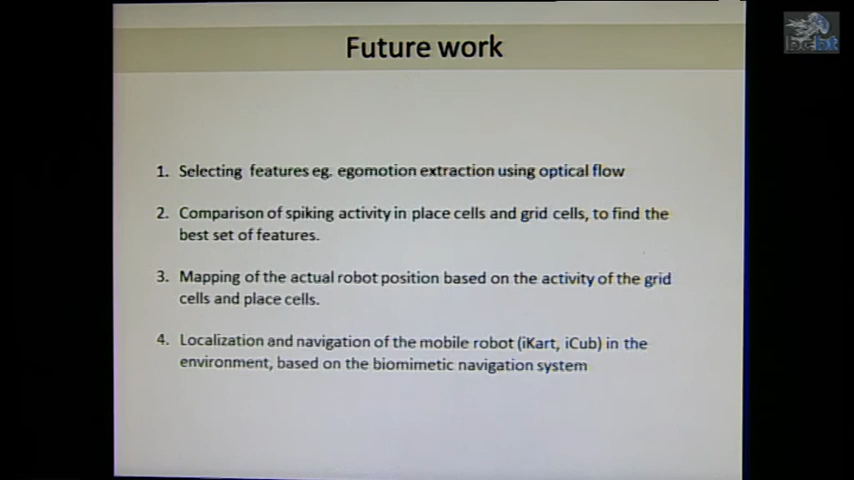 Future work
1. Selecting features eg. egomotion extraction using optical flow
2. Comparison of spiking activity in place cells and grid cells, to find the
best set of features.
3. Mapping of the actual robot position based on the activity of the grid
cells and place cells.
4. Localization and navigation of the mobile robot (iKart, iCub) in the
environment, based on the biomimetic navigation system
bcbt